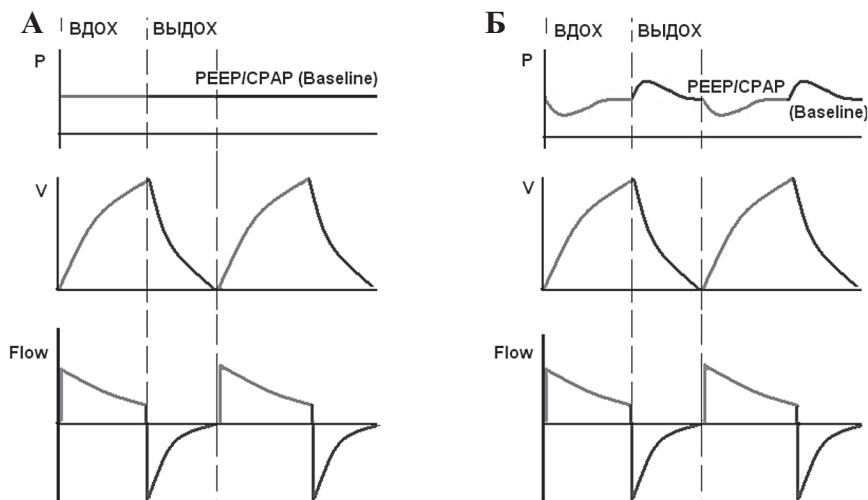 А
ВДОХ ВЫДОХ
P
PEEP/CPAP (Baseline)
V
Flow
Б
ВДОХ ВЫДОХ
P
PEEP/CPAP
(Baseline)
V
Flow